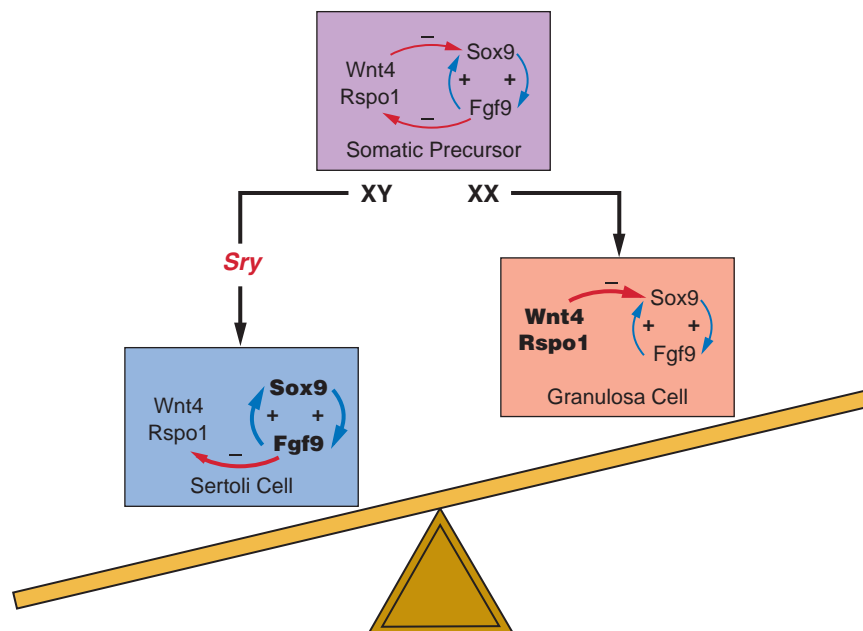 –
Sox9
Wnt4
Rspo1
+ +
Fgf9
–
Somatic Precursor
XY XX
Sry
–
Sox9
Wnt4
Rspo1
+ +
Fgf9
Granulosa Cell
Sox9
Wnt4
Rspo1
+ +
Fgf9
–
Sertoli Cell